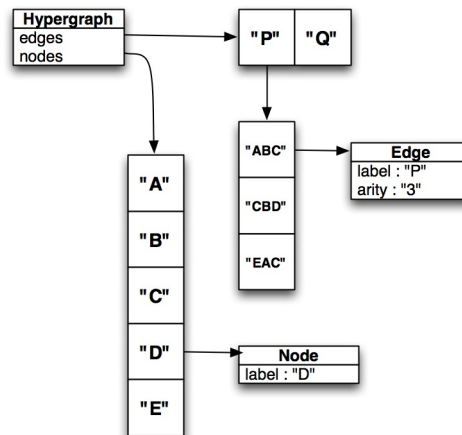 Hypergraph
edges
nodes
"P" "Q"
"ABC"
"CBD"
"EAC"
Edge
label : "P"
arity : "3"
"A"
"B"
"C"
"D"
"E"
Node
label : "D"